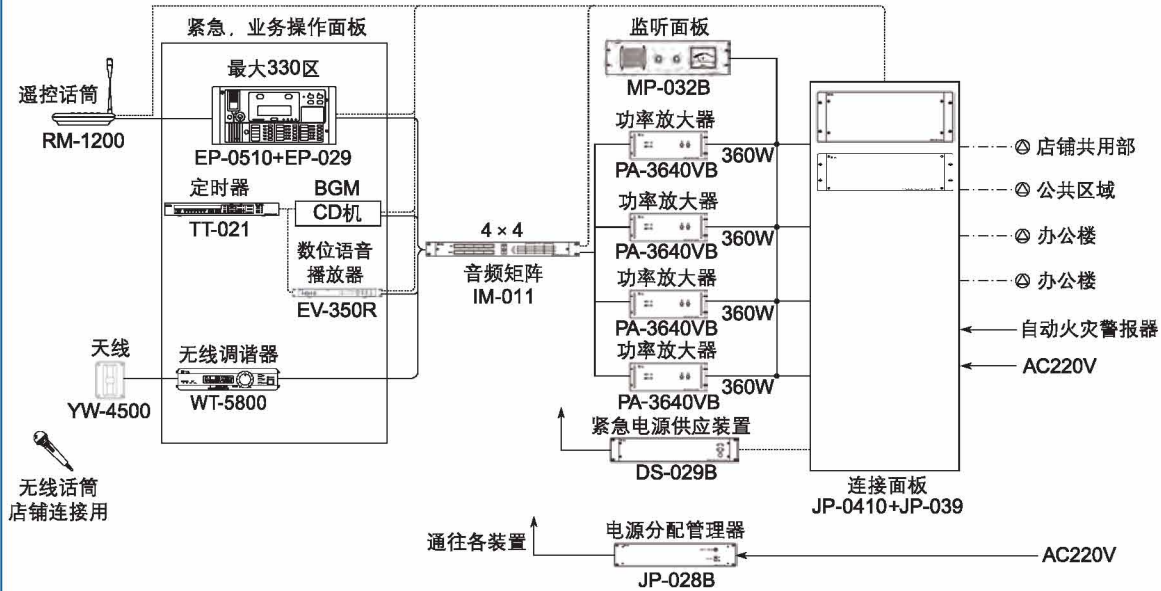 紧急，业务操作面板
最大330区
遥控话筒
RM-1200
EP-0510+EP-029
定时器
TT-021
BGM
CD机
数位语音
播放器
EV-350R
天线
YW-4500
无线调谐器
WT-5800
无线话筒
店铺连接用
4×4
音频矩阵
IM-011
监听面板
MP-032B
功率放大器
PA-3640VB
360W
功率放大器
PA-3640VB
360W
功率放大器
PA-3640VB
360W
功率放大器
PA-3640VB
360W
紧急电源供应装置
DS-029B
通往各装置
电源分配管理器
JP-028B
AC220V
连接面板
JP-0410+JP-039
店铺共用部
公共区域
办公楼
办公楼
自动火灾警报器
AC220V